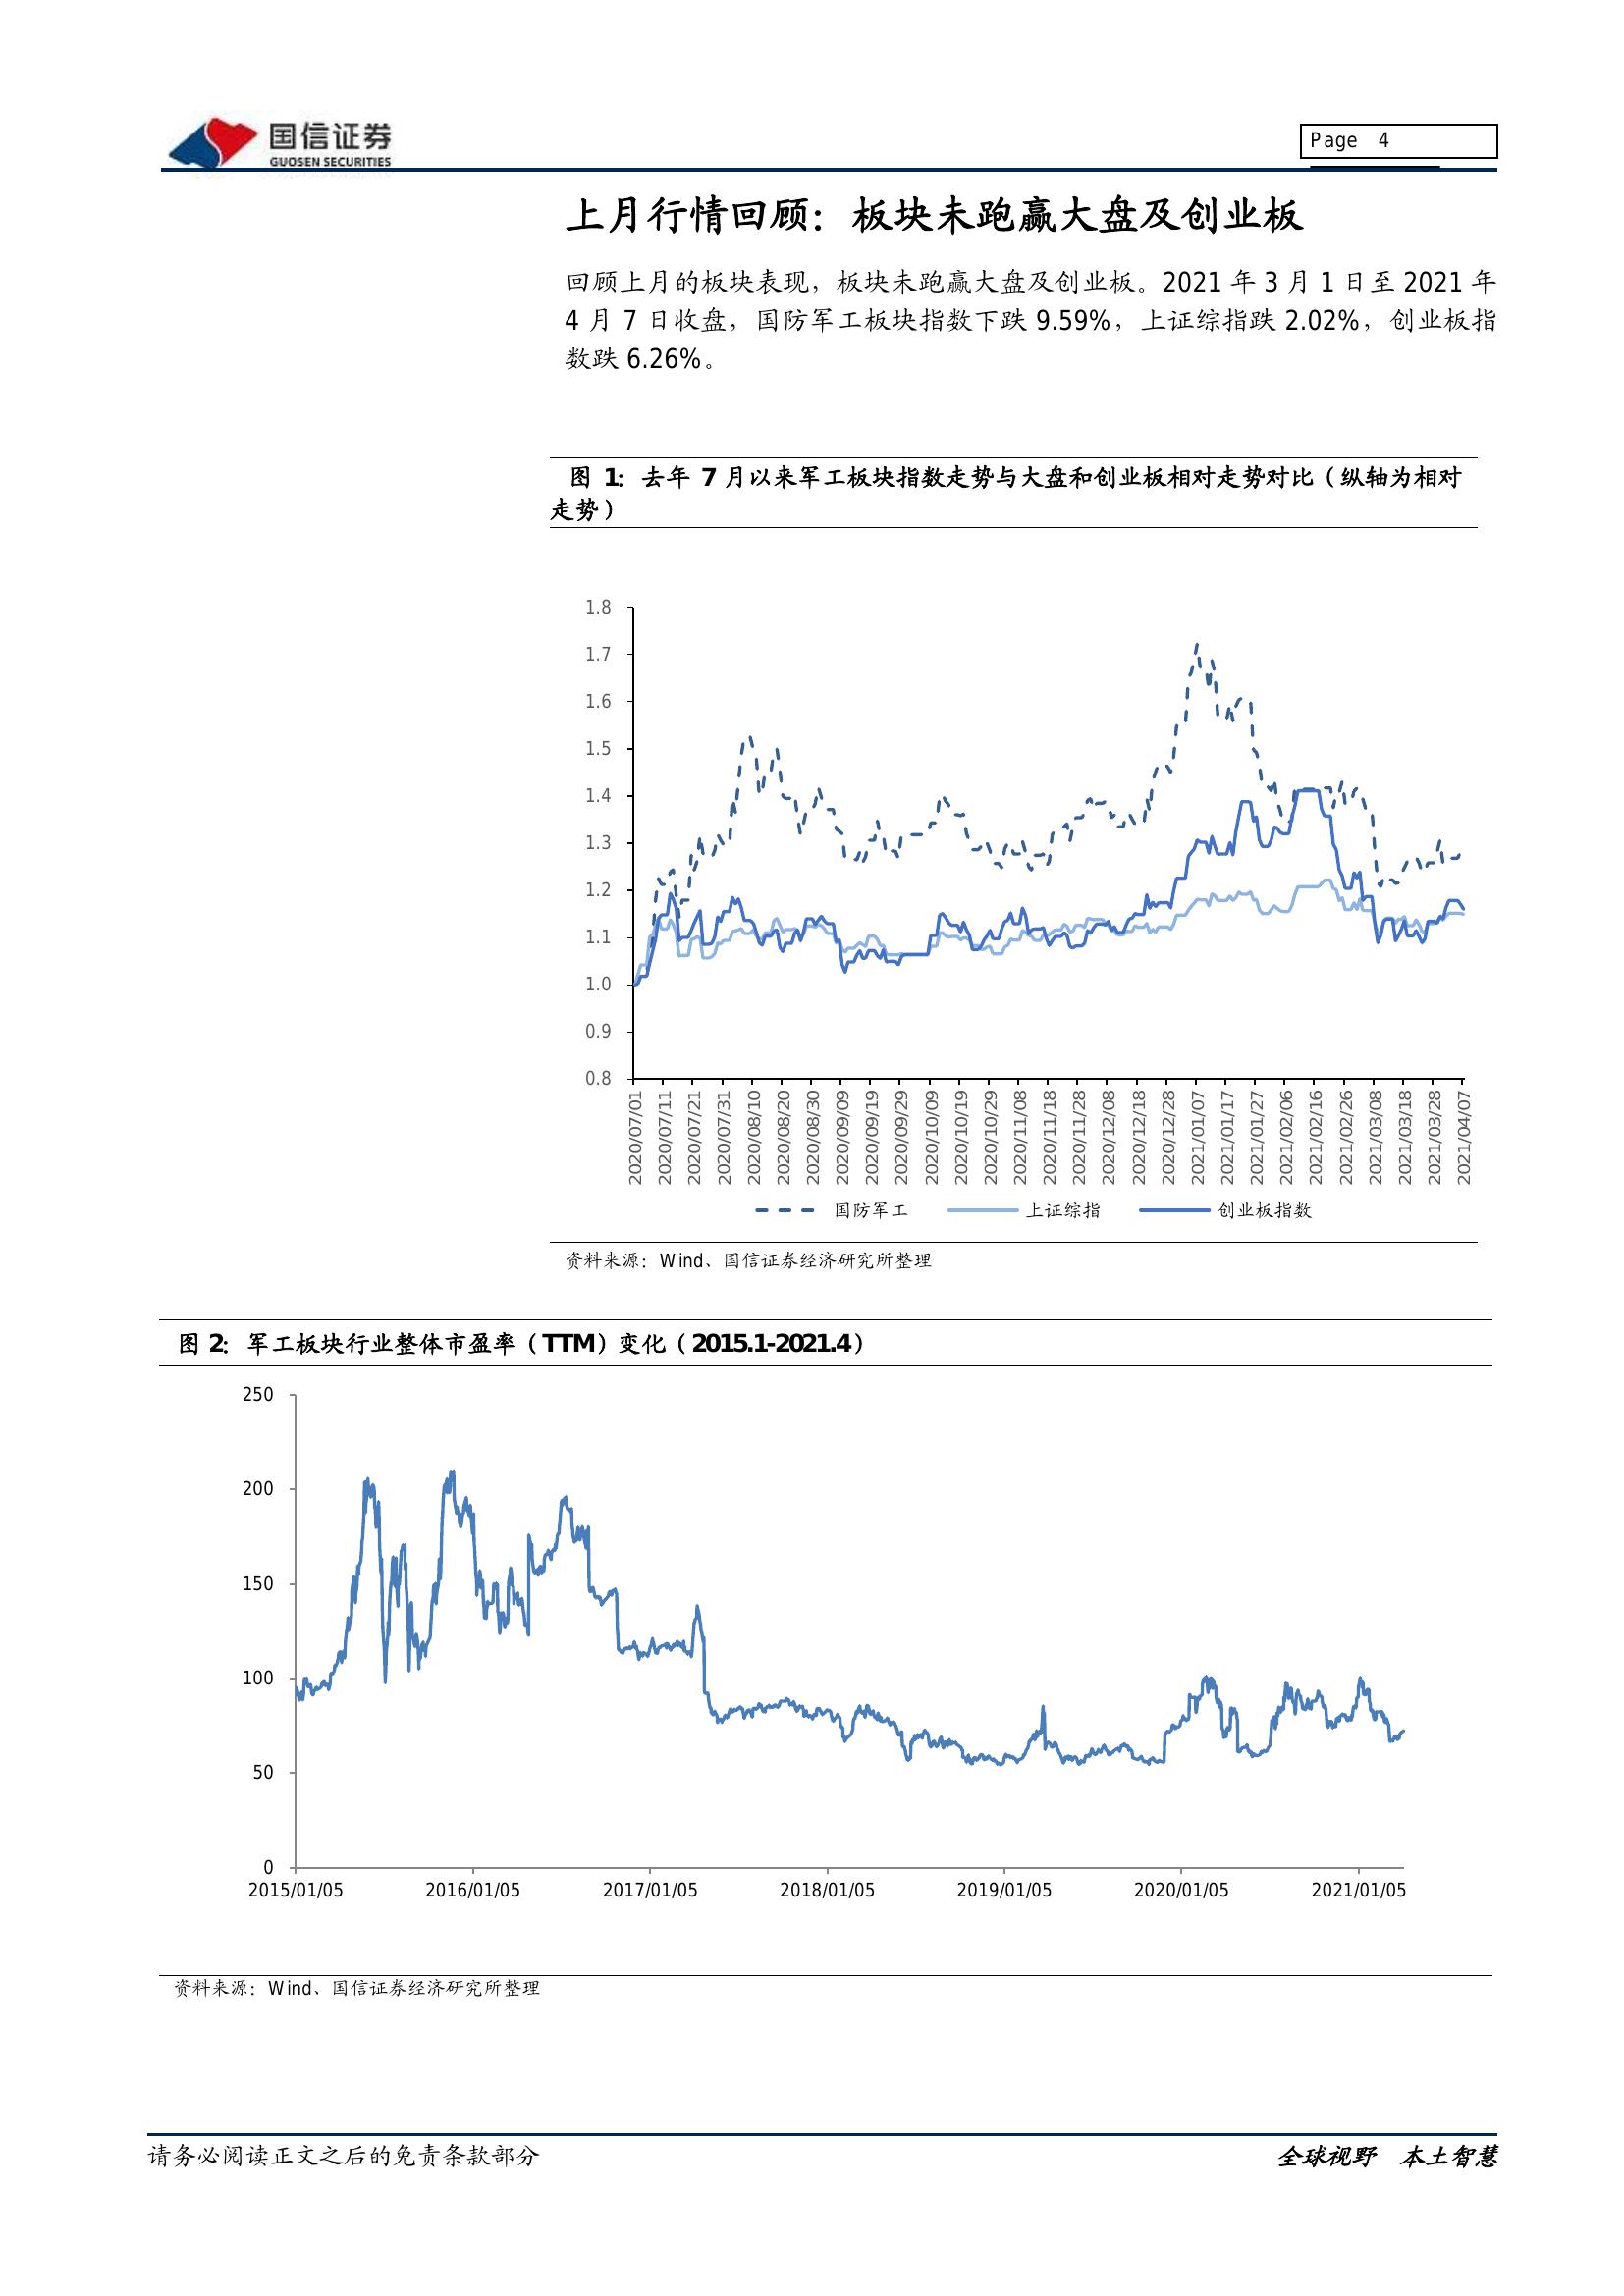 国信证券
GUOSEN SECURITIES
Page 4
上月行情回顾：板块未跑赢大盘及创业板
回顾上月的板块表现，板块未跑赢大盘及创业板。2021 年 3 月 1 日至 2021 年
4 月 7 日收盘，国防军工板块指数下跌 9.59%，上证综指跌 2.02%，创业板指
数跌 6.26%。
图 1：去年 7 月以来军工板块指数走势与大盘和创业板相对走势对比（纵轴为相对
走势）
1.8
1.7
1.6
1.5
1.4
1.3
1.2
1.1
1.0
0.9
0.8
2020/07/01
2020/07/11
2020/07/21
2020/07/31
2020/08/10
2020/08/20
2020/08/30
2020/09/09
2020/09/19
2020/09/29
2020/10/09
2020/10/19
2020/10/29
2020/11/08
2020/11/18
2020/11/28
2020/12/08
2020/12/18
2020/12/28
2021/01/07
2021/01/17
2021/01/27
2021/02/06
2021/02/16
2021/02/26
2021/03/08
2021/03/18
2021/03/28
2021/04/07
国防军工 上证综指 创业板指数
资料来源：Wind、国信证券经济研究所整理
图 2：军工板块行业整体市盈率（TTM）变化（2015.1-2021.4）
250
200
150
100
50
0
2015/01/05 2016/01/05 2017/01/05 2018/01/05 2019/01/05 2020/01/05 2021/01/05
资料来源：Wind、国信证券经济研究所整理
请务必阅读正文之后的免责条款部分
全球视野 本土智慧